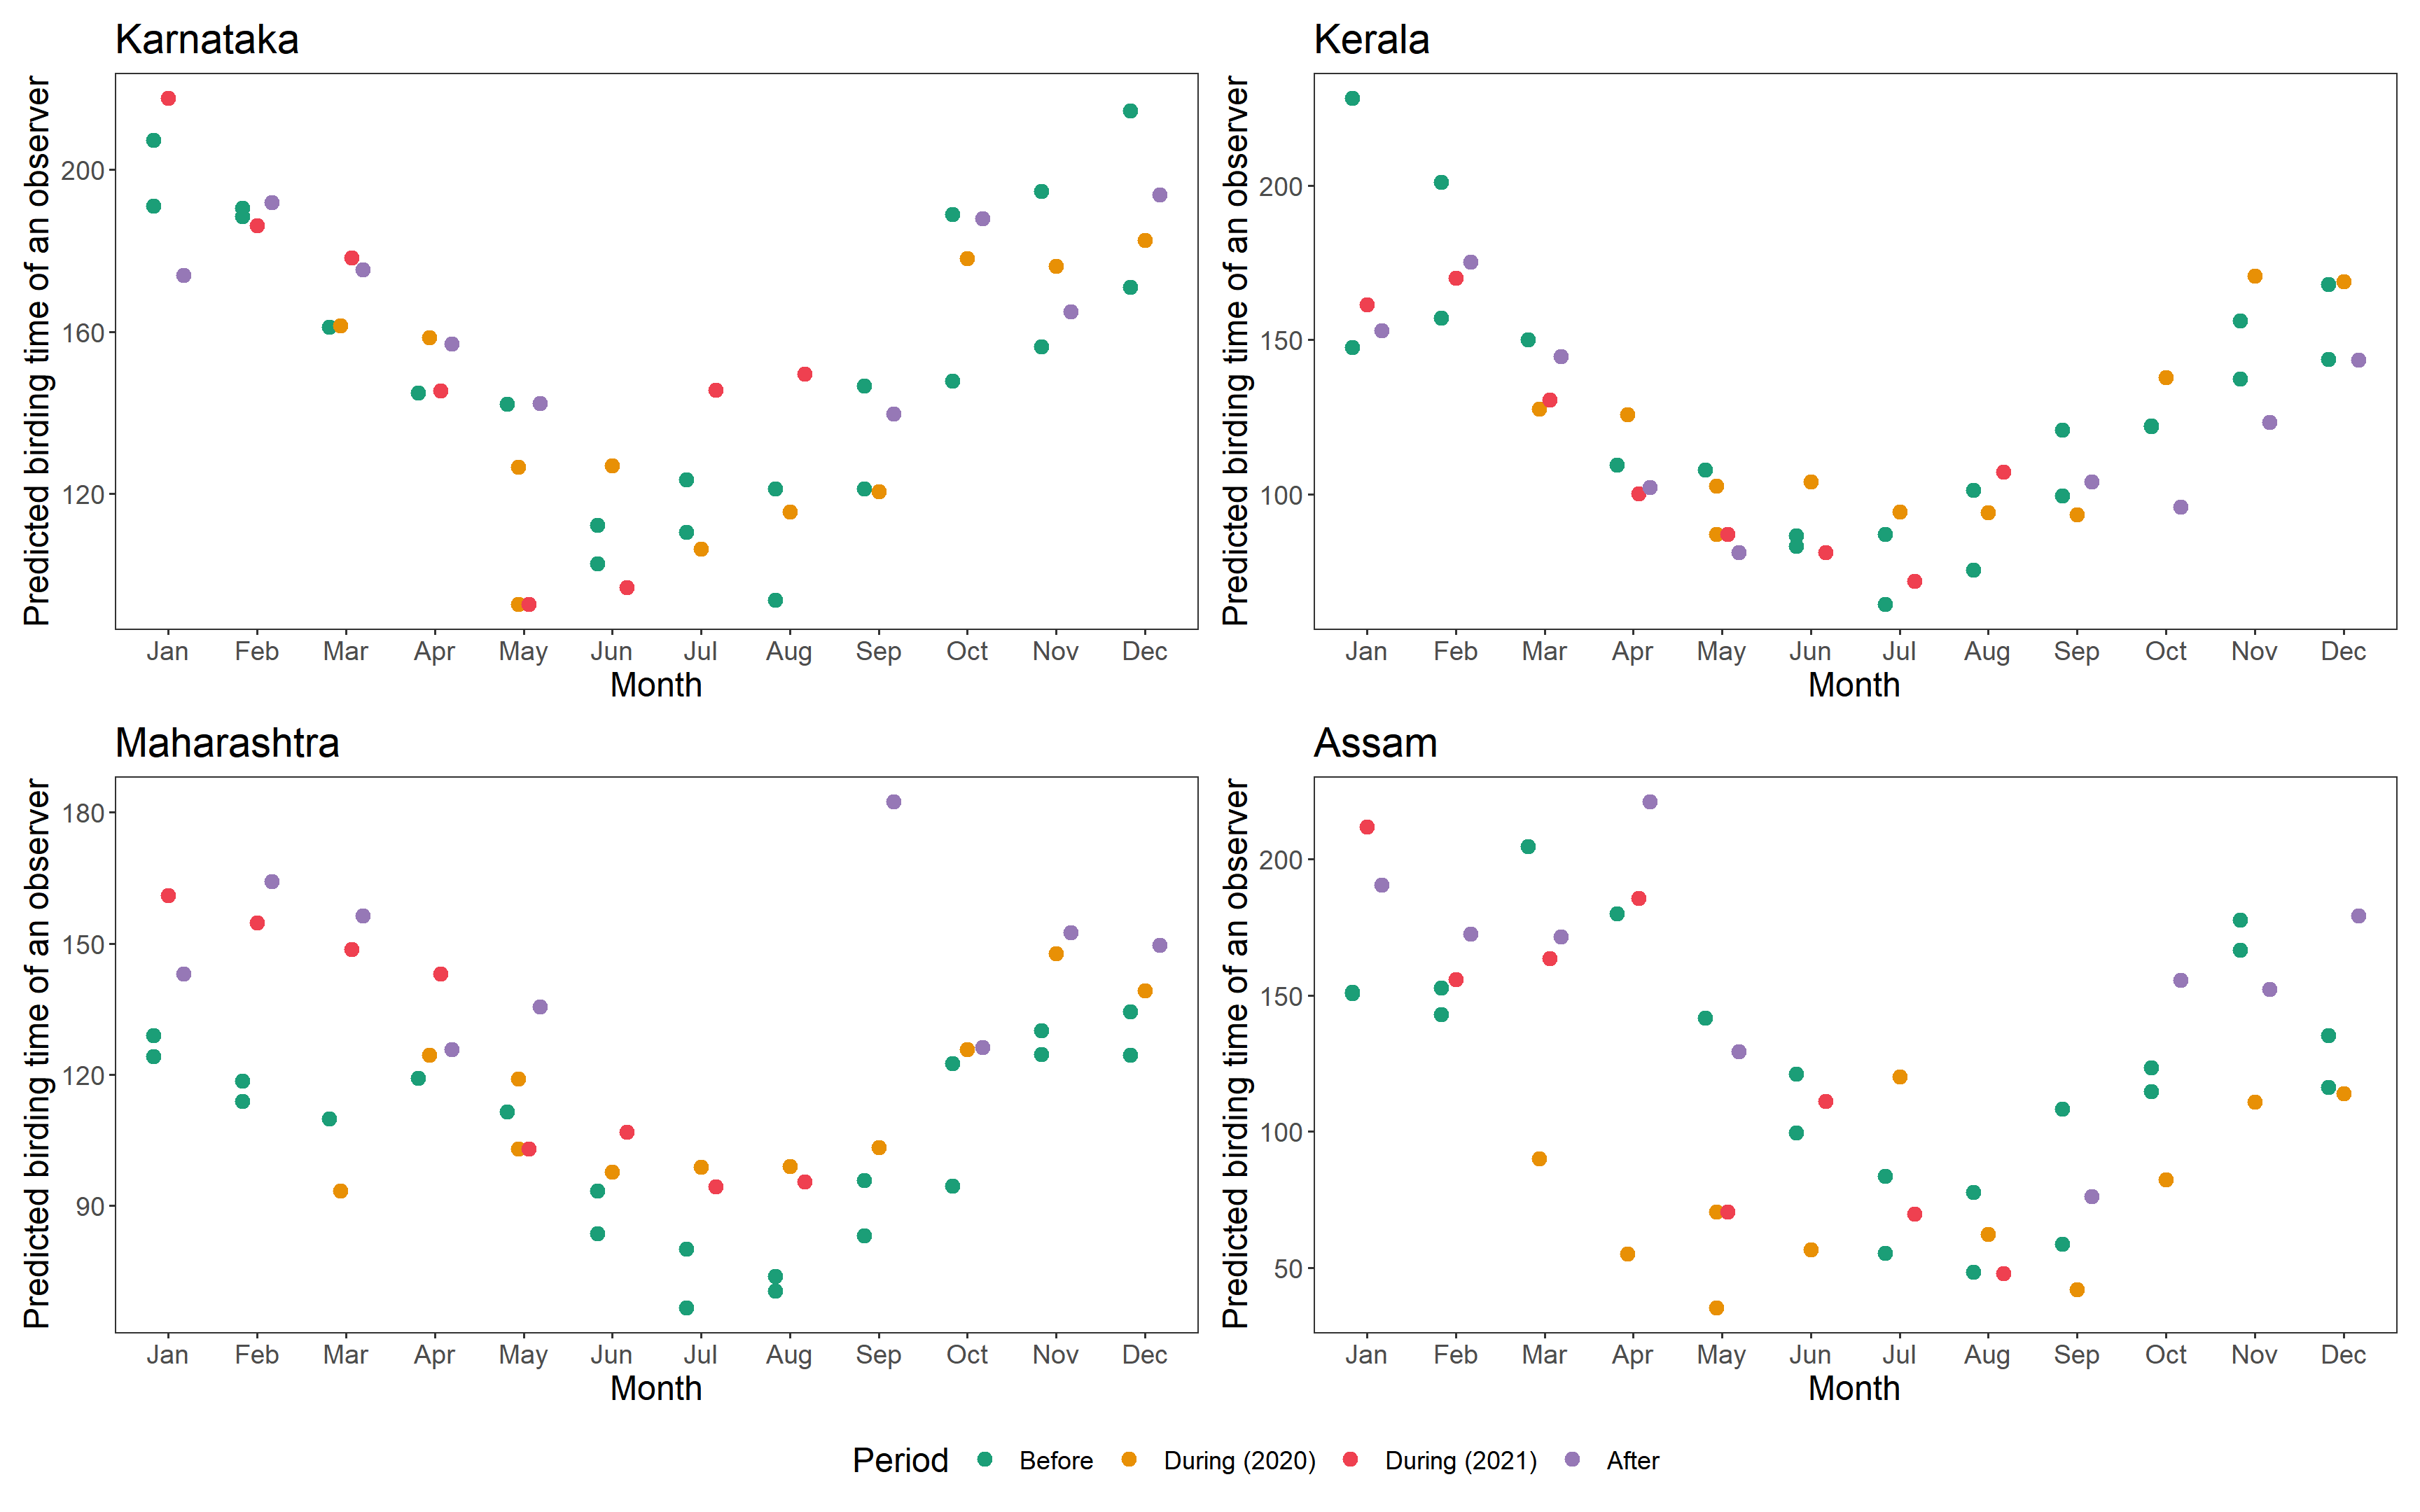 Karnataka
Predicted birding time of an observer
200
160
120
Jan Feb Mar Apr May Jun Jul Aug Sep Oct Nov Dec
Month
Kerala
Predicted birding time of an observer
200
150
100
Jan Feb Mar Apr May Jun Jul Aug Sep Oct Nov Dec
Month
Maharashtra
Predicted birding time of an observer
180
150
120
90
Jan Feb Mar Apr May Jun Jul Aug Sep Oct Nov Dec
Month
Assam
Predicted birding time of an observer
200
150
100
50
Jan Feb Mar Apr May Jun Jul Aug Sep Oct Nov Dec
Month
Period Before During (2020) During (2021) After